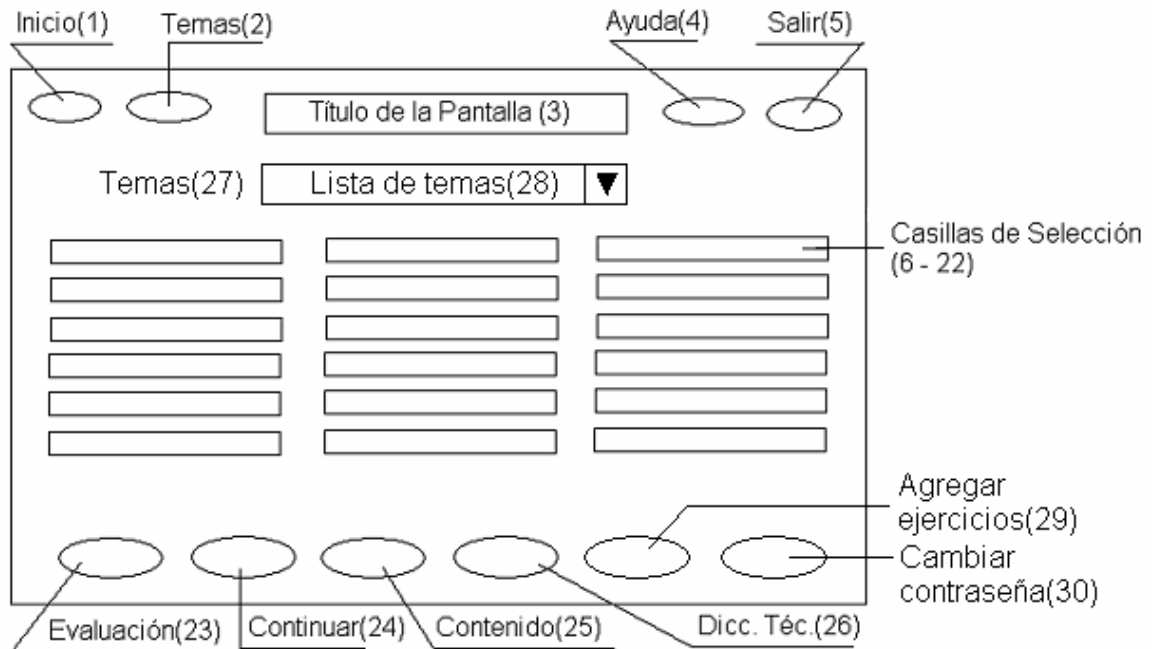 Inicio(1)
Temas(2)
Ayuda(4)
Salir(5)
Título de la Pantalla (3)
Temas(27)
Lista de temas(28)
Casillas de Selección
(6 - 22)
Agregar
ejercicios(29)
Cambiar
contraseña(30)
Evaluación(23)
Continuar(24)
Contenido(25)
Dicc. Téc.(26)